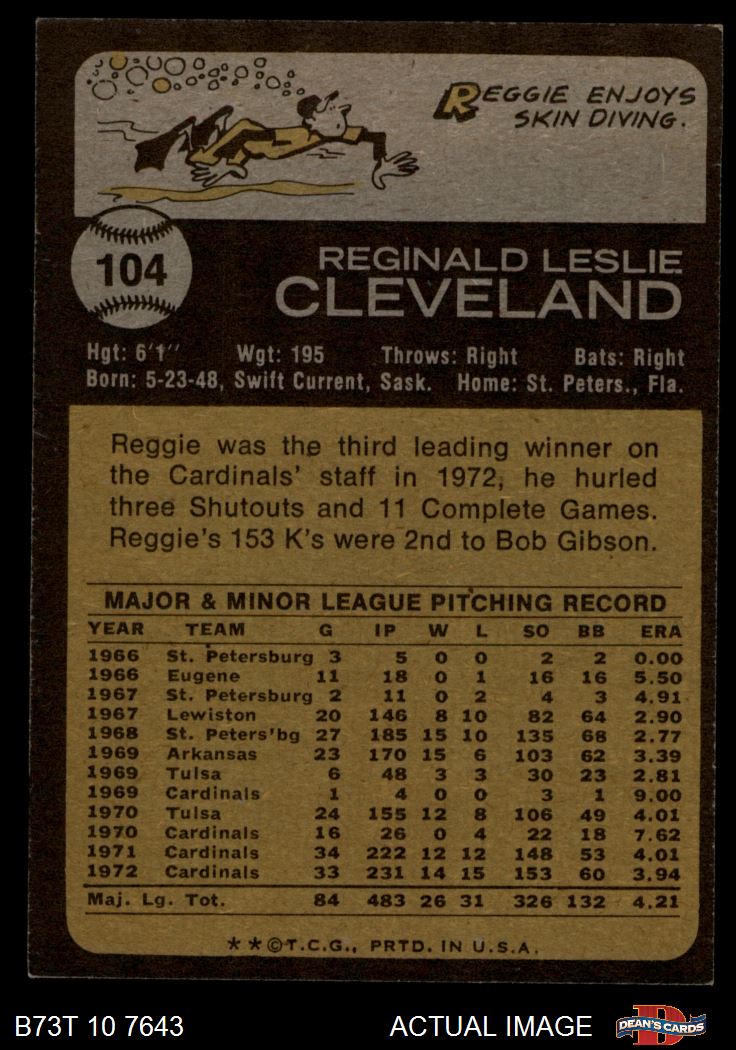 REGGIE ENJOYS
SKIN DIVING.
104
REGINALD LESLIE
CLEVELAND
Hgt: 6'1" Wgt: 195 Throws: Right Bats: Right
Born: 5-23-48, Swift Current, Sask. Home: St. Peters., Fla.
Reggie was the third leading winner on
the Cardinals' staff in 1972, he hurled
three Shutouts and 11 Complete Games.
Reggie's 153 K's were 2nd to Bob Gibson.
MAJOR & MINOR LEAGUE PITCHING RECORD
YEAR TEAM G IP W L SO BB ERA
1966 St. Petersburg 3 5 0 0 2 2 0.00
1966 Eugene 11 18 0 1 16 16 5.50
1967 St. Petersburg 2 11 0 2 4 3 4.91
1967 Lewiston 20 146 8 10 82 64 2.90
1968 St. Peters'bg 27 185 15 10 135 68 2.77
1969 Arkansas 23 170 15 6 103 62 3.39
1969 Tulsa 6 48 3 3 30 23 2.81
1969 Cardinals 1 4 0 0 3 1 9.00
1970 Tulsa 24 155 12 8 106 49 4.01
1970 Cardinals 16 26 0 4 22 18 7.62
1971 Cardinals 34 222 12 12 148 53 4.01
1972 Cardinals 33 231 14 15 153 60 3.94
Maj. Lg. Tot. 84 483 26 31 326 132 4.21
**©T.C.G., PRTD. IN U.S.A.
B73T 10 7643 ACTUAL IMAGE D DEAN'S CARDS